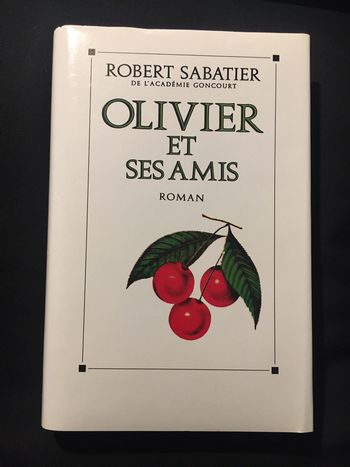 ROBERT SABATIER
DE L'ACADÉMIE GONCOURT
OLIVIER
ET
SES AMIS
ROMAN